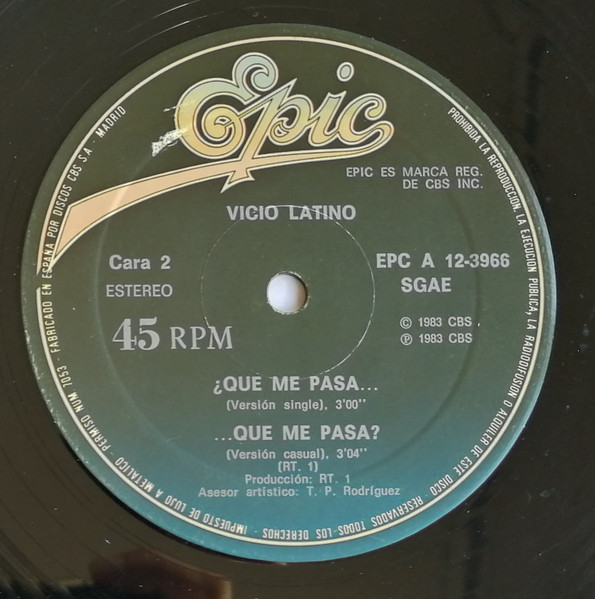 Epic
EPIC ES MARCA REG.
DE CBS INC.
VICIO LATINO
Cara 2
ESTEREO
45 RPM
EPC A 12-3966
SGAE
© 1983 CBS
℗ 1983 CBS
¿QUE ME PASA...
(Versión single), 3'00''
...QUE ME PASA?
(Versión casual), 3'04''
(RT. 1)
Producción: RT. 1
Asesor artístico: T. P. Rodríguez
PROHIBIDA LA REPRODUCCION, LA EJECUCION PUBLICA, LA RADIODIFUSION O ALQUILER DE ESTE DISCO - RESERVADOS TODOS LOS DERECHOS - IMPUESTO DE LUJO A METALICO PERMISO NUM 7053 - FABRICADO EN ESPAÑA POR DISCOS CBS S.A. - MADRID